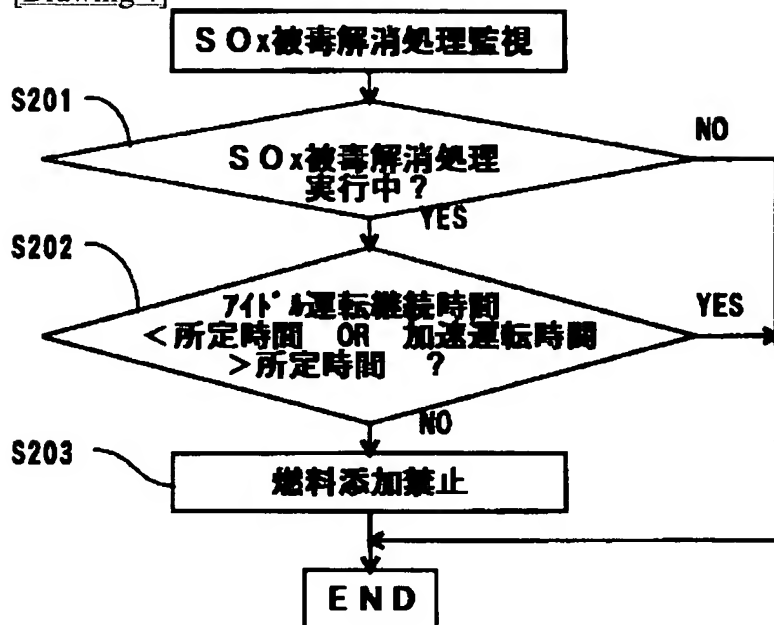 [Drawing 4]
SOx被毒解消処理監視
S201
NO
SOx被毒解消処理
実行中?
YES
S202
ｱｲﾄﾞﾙ運転継続時間
<所定時間 OR 加速運転時間
>所定時間 ?
YES
NO
S203
燃料添加禁止
END